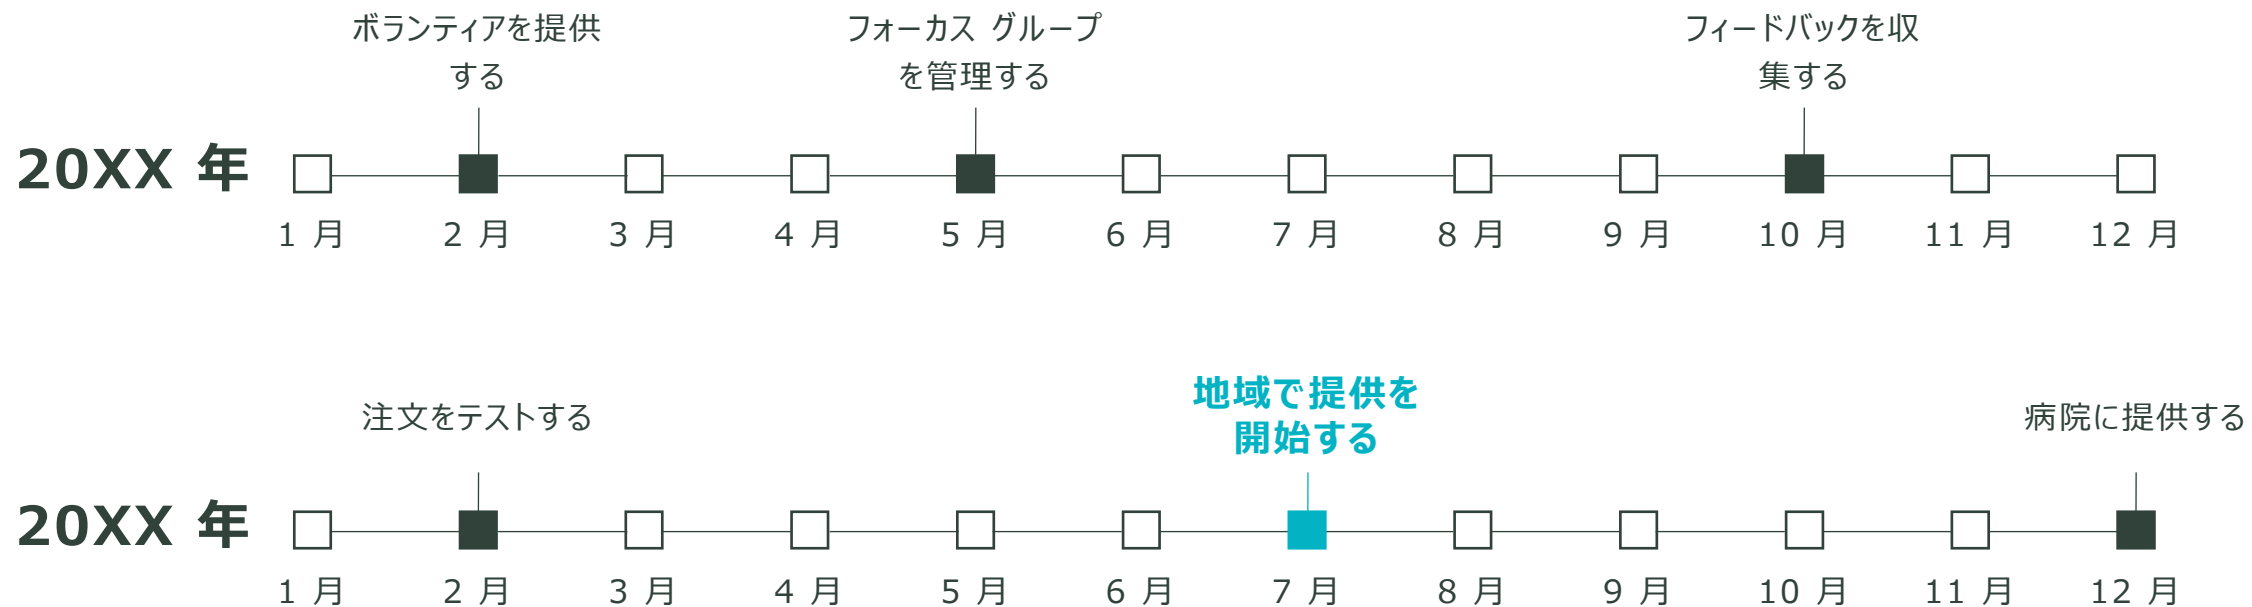 ボランティアを提供
する
フォーカス グループ
を管理する
フィードバックを収
集する
20XX 年
1 月 2 月 3 月 4 月 5 月 6 月 7 月 8 月 9 月 10 月 11 月 12 月
注文をテストする
地域で提供を
開始する
病院に提供する
20XX 年
1 月 2 月 3 月 4 月 5 月 6 月 7 月 8 月 9 月 10 月 11 月 12 月